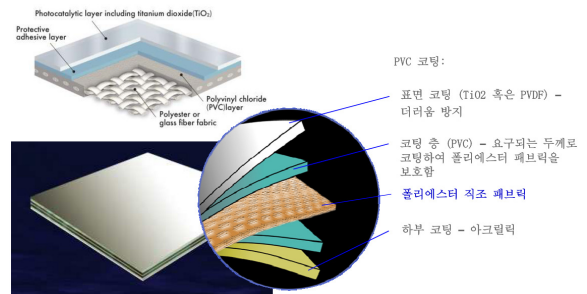 Photocatalytic layer including titanium dioxide(TiO₂)
Protective
adhesive layer
Polyvinyl chloride
(PVC)layer
Polyester or
glass fiber fabric
PVC 코팅:
표면 코팅 (TiO2 혹은 PVDF) –
더러움 방지
코팅 층 (PVC) – 요구되는 두께로
코팅하여 폴리에스터 패브릭을
보호함
폴리에스터 직조 패브릭
하부 코팅 – 아크릴릭